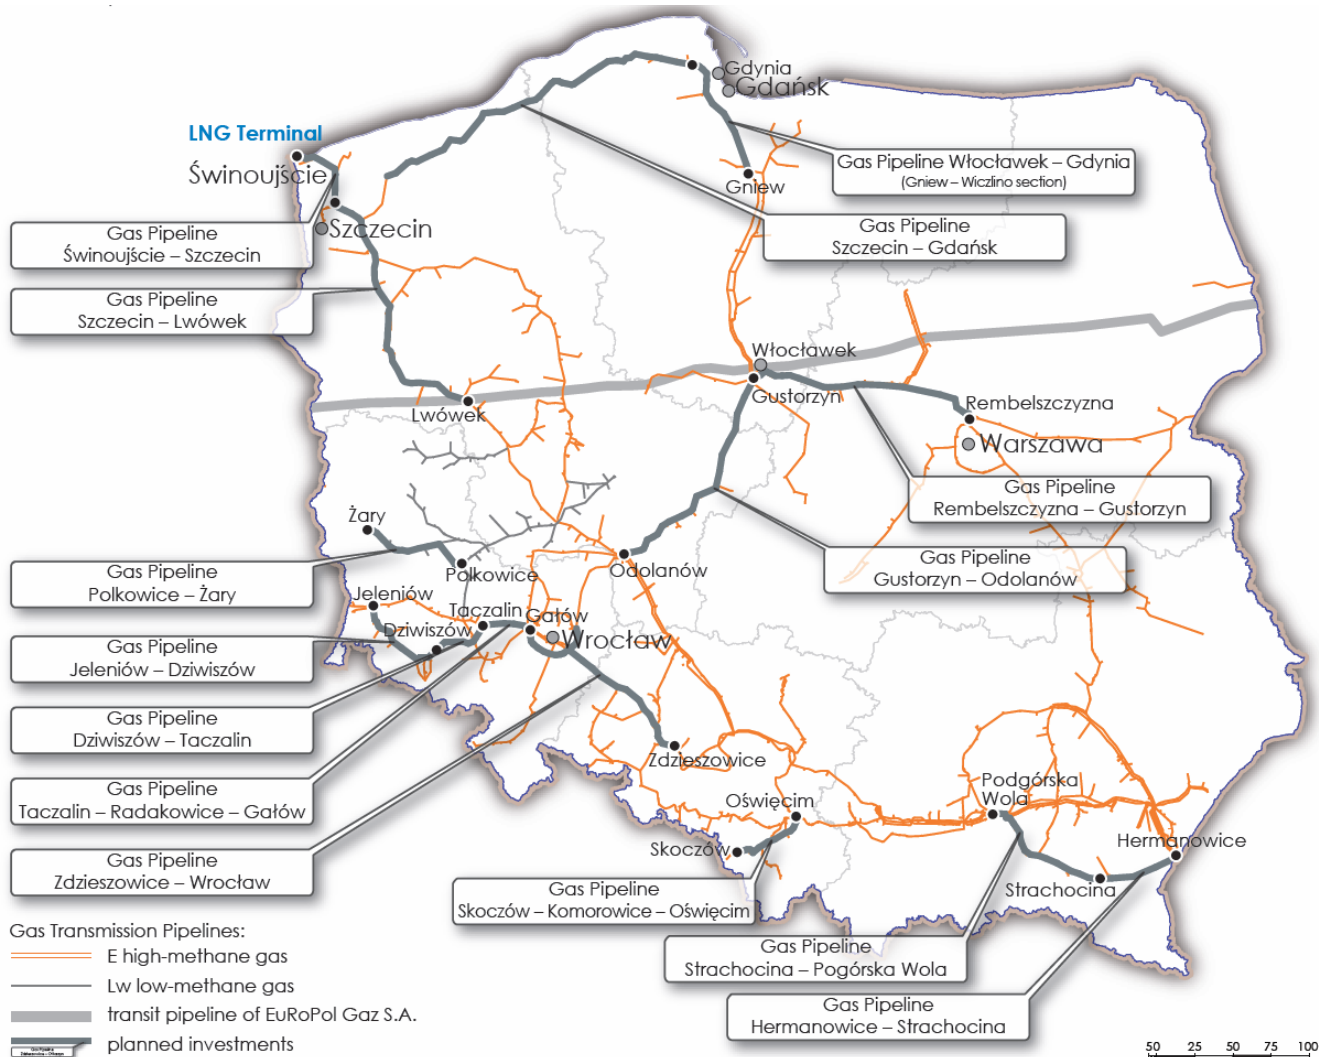 Gdynia
Gdańsk
LNG Terminal
Świnoujście
Gas Pipeline Włocławek – Gdynia
(Gniew – Wiczlino section)
Gniew
Szczecin
Gas Pipeline
Świnoujście – Szczecin
Gas Pipeline
Szczecin – Gdańsk
Gas Pipeline
Szczecin – Lwówek
Włocławek
Gustorzyn
Lwówek
Rembelszczyzna
Warszawa
Gas Pipeline
Rembelszczyzna – Gustorzyn
Żary
Polkowice
Odolanów
Gas Pipeline
Gustorzyn – Odolanów
Gas Pipeline
Polkowice – Żary
Jeleniów
Taczalin
Gałów
Dziwiszów
Wrocław
Gas Pipeline
Jeleniów – Dziwiszów
Gas Pipeline
Dziwiszów – Taczalin
Zdzieszowice
Gas Pipeline
Taczalin – Radakowice – Gałów
Oświęcim
Podgórska
Wola
Hermanowice
Skoczów
Strachocina
Gas Pipeline
Zdzieszowice – Wrocław
Gas Pipeline
Skoczów – Komorowice – Oświęcim
Gas Pipeline
Strachocina – Pogórska Wola
Gas Pipeline
Hermanowice – Strachocina
Gas Transmission Pipelines:
E high-methane gas
Lw low-methane gas
transit pipeline of EuRoPol Gaz S.A.
planned investments
50 25 50 75 100